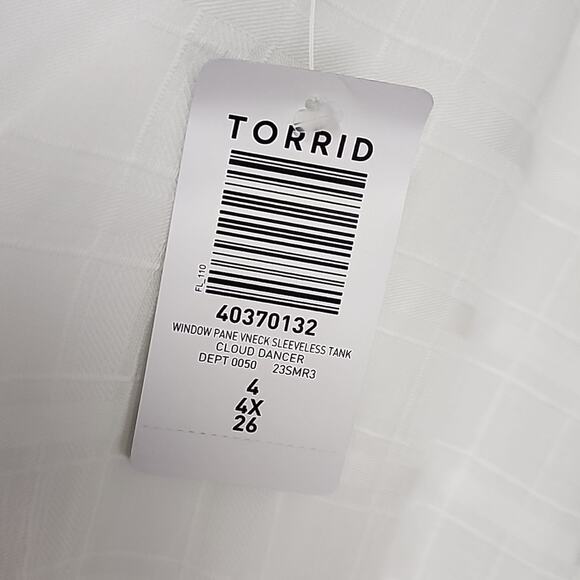 TORRID
FL_110
40370132
WINDOW PANE VNECK SLEEVELESS TANK
CLOUD DANCER
DEPT 0050 23SMR3
4
4X
26